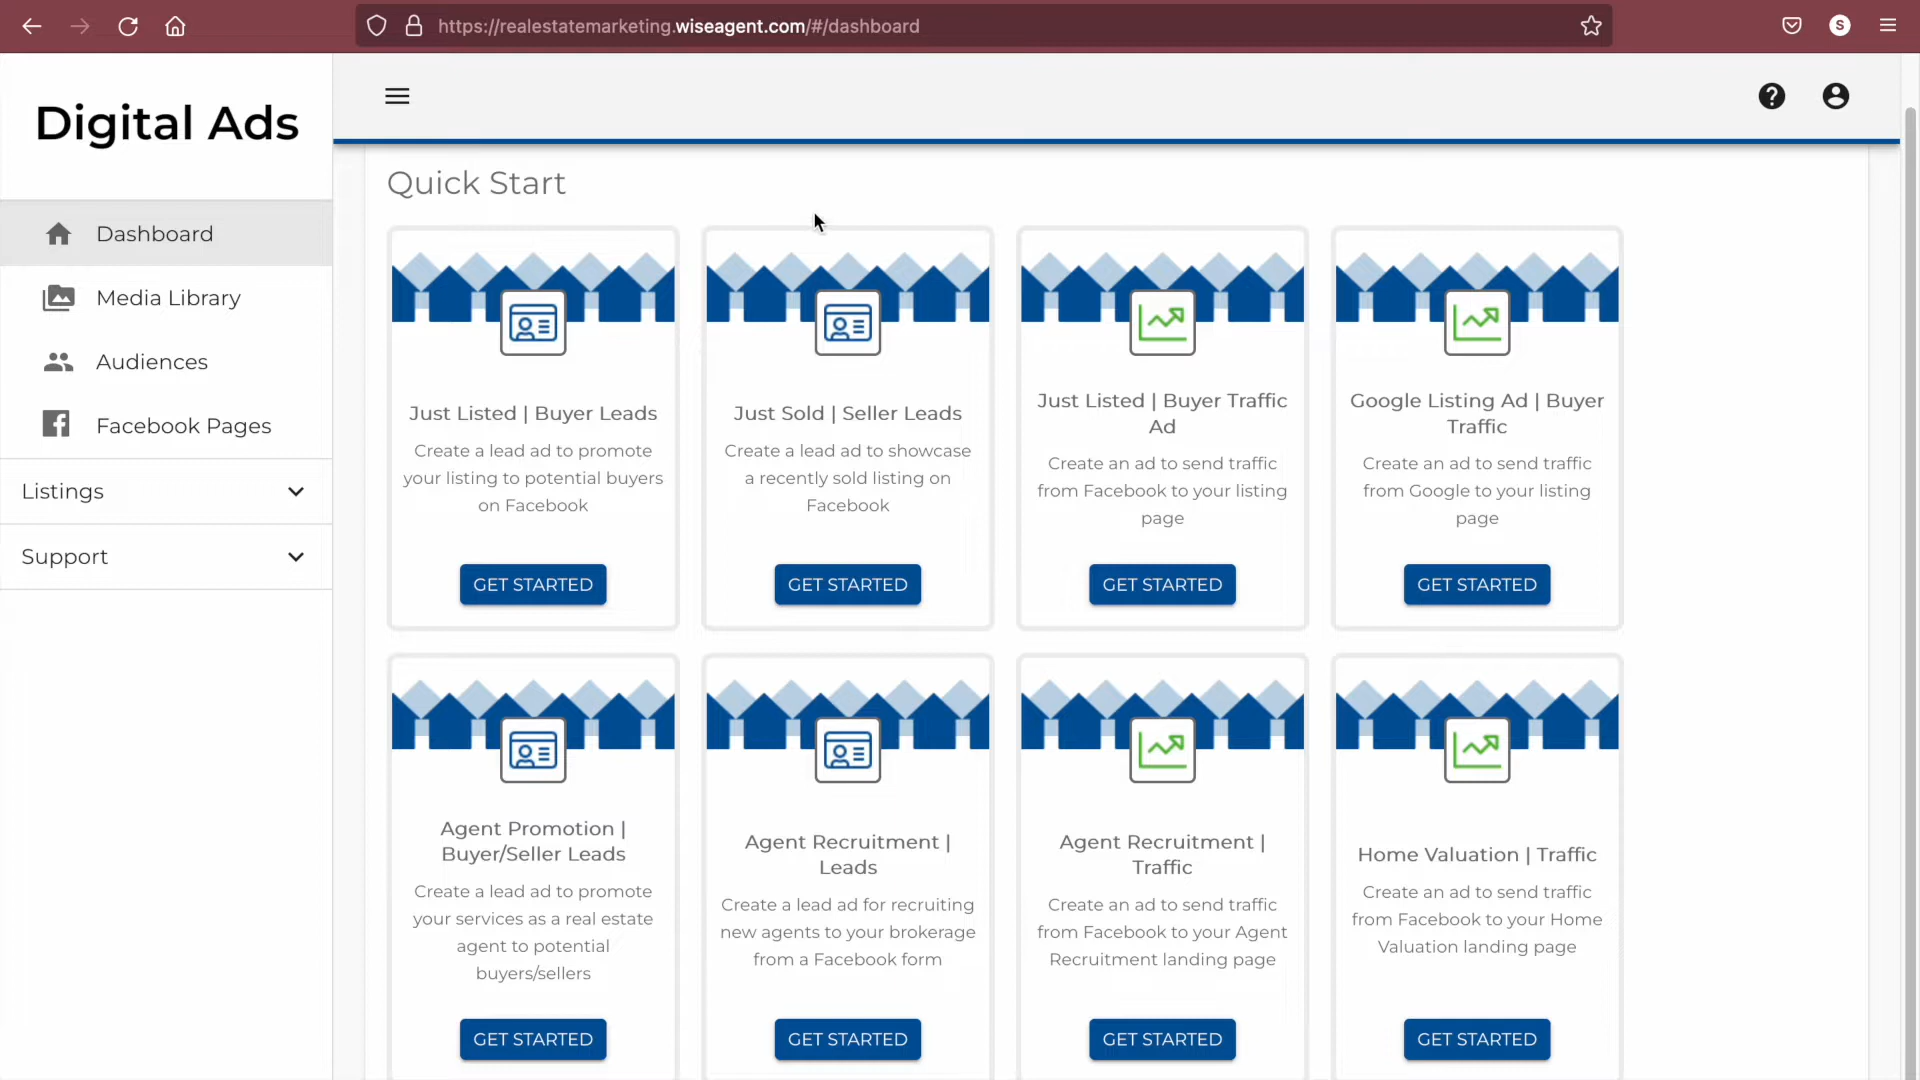 https://realestatemarketing.wiseagent.com/#/dashboard
S
Digital Ads
Dashboard
Media Library
Audiences
Facebook Pages
Listings
Support
?
Quick Start
Just Listed | Buyer Leads
Create a lead ad to promote
your listing to potential buyers
on Facebook
GET STARTED
Just Sold | Seller Leads
Create a lead ad to showcase
a recently sold listing on
Facebook
GET STARTED
Just Listed | Buyer Traffic
Ad
Create an ad to send traffic
from Facebook to your listing
page
GET STARTED
Google Listing Ad | Buyer
Traffic
Create an ad to send traffic
from Google to your listing
page
GET STARTED
Agent Promotion |
Buyer/Seller Leads
Create a lead ad to promote
your services as a real estate
agent to potential
buyers/sellers
GET STARTED
Agent Recruitment |
Leads
Create a lead ad for recruiting
new agents to your brokerage
from a Facebook form
GET STARTED
Agent Recruitment |
Traffic
Create an ad to send traffic
from Facebook to your Agent
Recruitment landing page
GET STARTED
Home Valuation | Traffic
Create an ad to send traffic
from Facebook to your Home
Valuation landing page
GET STARTED